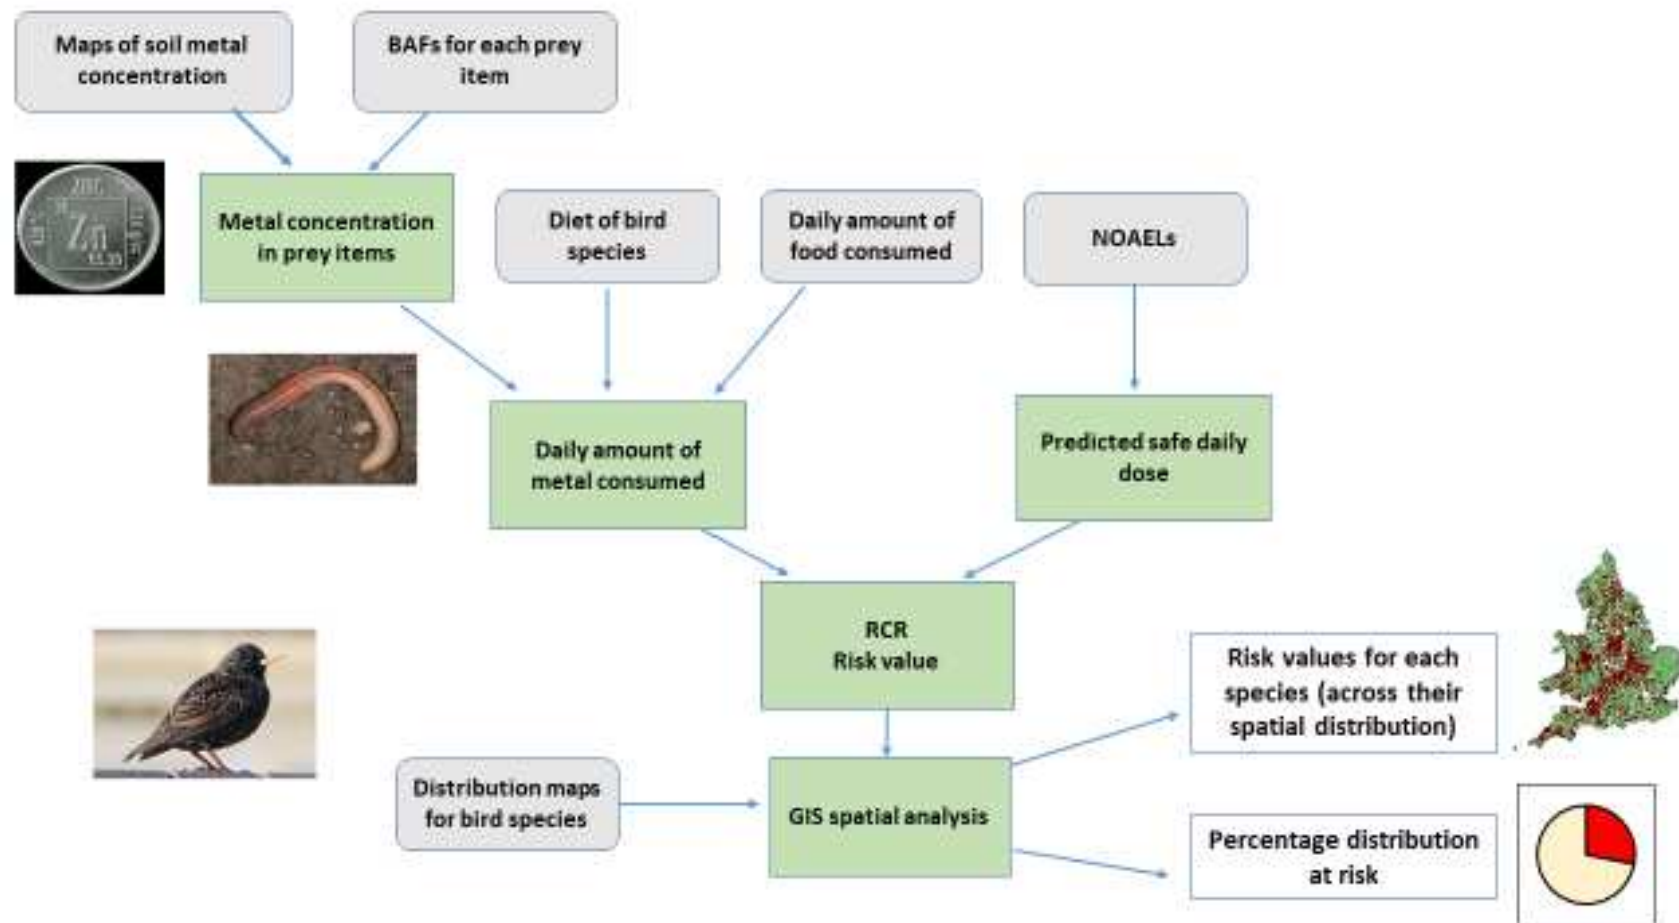 Maps of soil metal
concentration
BAFs for each prey
item
Zn
Metal concentration
in prey items
Diet of bird
species
Daily amount of
food consumed
NOAELs
Daily amount of
metal consumed
Predicted safe daily
dose
RCR
Risk value
Risk values for each
species (across their
spatial distribution)
Distribution maps
for bird species
GIS spatial analysis
Percentage distribution
at risk